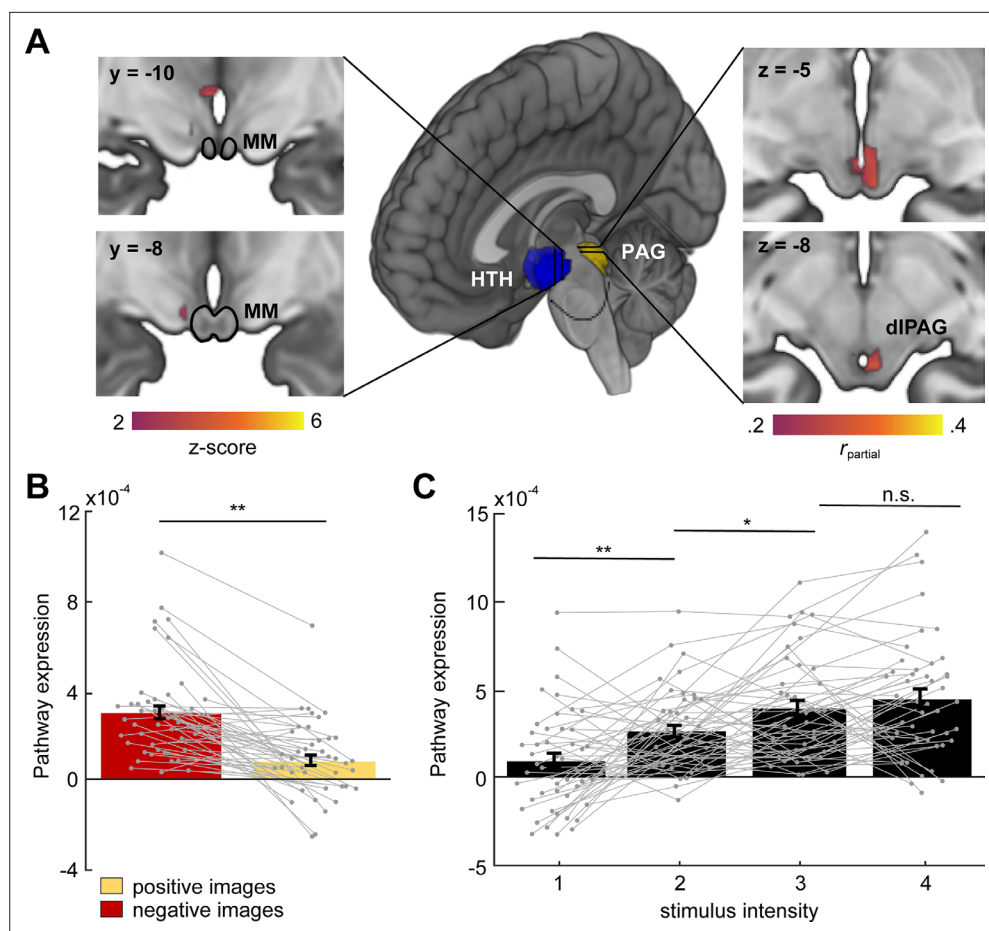 A
y = -10
MM
y = -8
MM
2
6
z-score
HTH
PAG
z = -5
z = -8
dlPAG
.2
.4
rpartial
B
x10-4
**
12
8
4
0
-4
Pathway expression
positive images
negative images
C
x10-4
**
*
n.s.
15
10
5
0
-5
Pathway expression
1
2
3
4
stimulus intensity